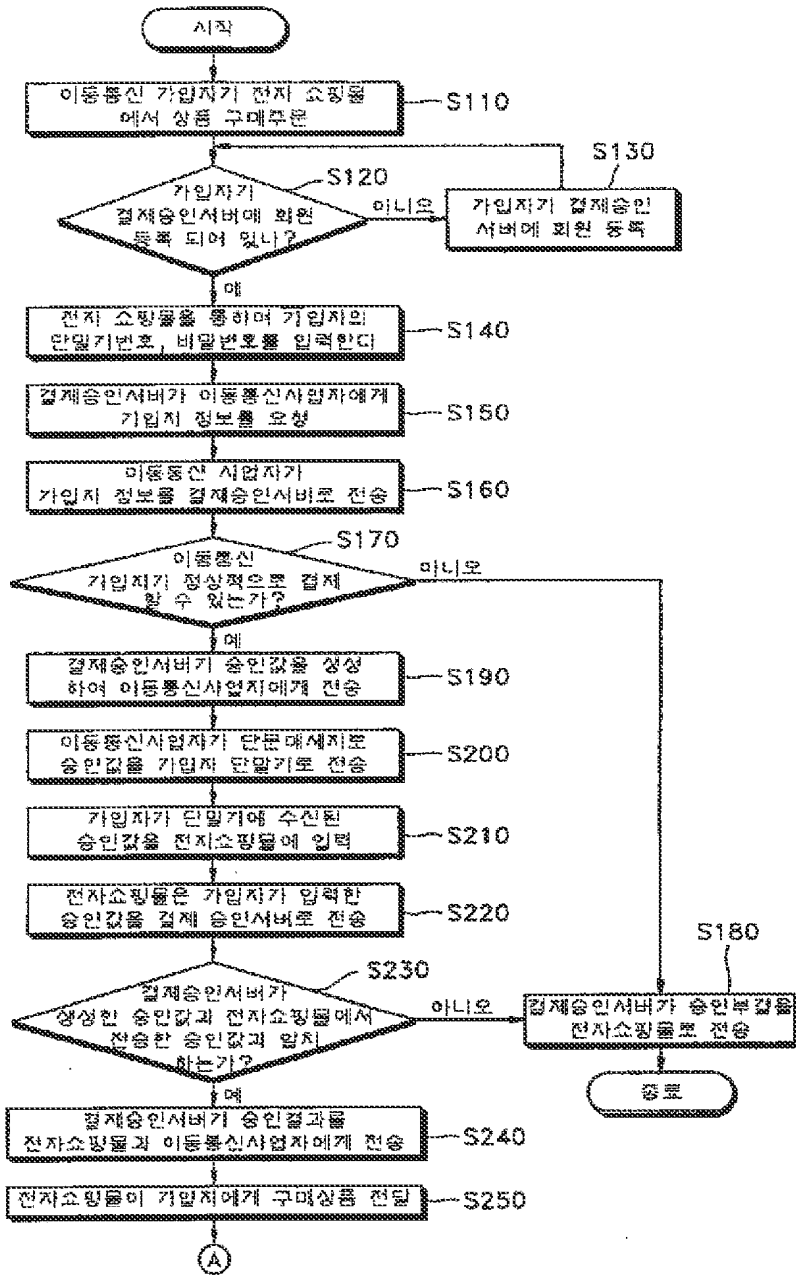 시작
이동통신 가입자가 전자 쇼핑몰
에서 상품 구매주문
S110
S120
가입자가
결제승인서버에 회원
등록 되어 있나?
아니오
S130
가입자가 결제승인
서버에 회원 등록
예
전자 쇼핑몰을 통하여 가입자의
단말기번호, 비밀번호를 입력한다
S140
결제승인서버가 이동통신사업자에게
가입자 정보를 요청
S150
이동통신 사업자가
가입자 정보를 결제승인서버로 전송
S160
S170
이동통신
가입자가 정상적으로 결제
할 수 있는가?
아니오
예
결제승인서버가 승인값을 생성
하여 이동통신사업자에게 전송
S190
이동통신사업자가 단문메세지로
승인값을 가입자 단말기로 전송
S200
가입자가 단말기에 수신된
승인값을 전자쇼핑몰에 입력
S210
전자쇼핑몰은 가입자가 입력한
승인값을 결제 승인서버로 전송
S220
S230
결제승인서버가
생성한 승인값과 전자쇼핑몰에서
전송한 승인값과 일치
하는가?
아니오
S180
결제승인서버가 승인부결을
전자쇼핑몰로 전송
종료
예
결제승인서버가 승인결과를
전자쇼핑몰과 이동통신사업자에게 전송
S240
전자쇼핑몰이 가입자에게 구매상품 전달
S250
A